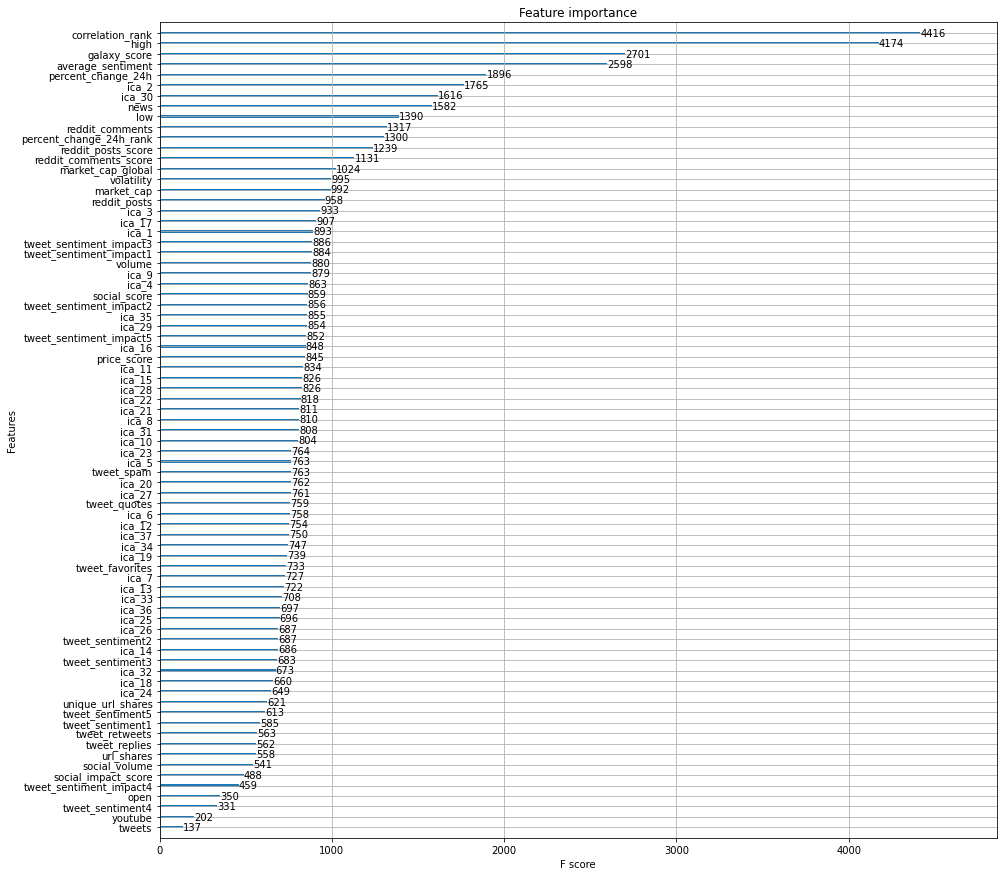 Feature importance
correlation_rank 4416
high 4174
galaxy_score 2701
average_sentiment 2598
percent_change_24h 1896
ica_2 1765
ica_30 1616
news 1582
low 1390
reddit_comments 1317
percent_change_24h_rank 1300
reddit_posts_score 1239
reddit_comments_score 1131
market_cap_global 1024
volatility 995
market_cap 992
reddit_posts 958
ica_3 933
ica_17 907
ica_1 893
tweet_sentiment_impact3 886
tweet_sentiment_impact1 884
volume 880
ica_9 879
ica_4 863
social_score 859
tweet_sentiment_impact2 856
ica_35 855
ica_29 854
tweet_sentiment_impact5 852
ica_16 848
price_score 845
ica_11 834
ica_15 826
ica_28 826
ica_22 818
ica_21 811
ica_8 810
ica_31 808
ica_10 804
ica_23 764
ica_5 763
tweet_spam 763
ica_20 762
ica_27 761
tweet_quotes 759
ica_6 758
ica_12 754
ica_37 750
ica_34 747
ica_19 739
tweet_favorites 733
ica_7 727
ica_13 722
ica_33 708
ica_36 697
ica_25 696
ica_26 687
tweet_sentiment2 687
ica_14 686
tweet_sentiment3 683
ica_32 673
ica_18 660
ica_24 649
unique_url_shares 621
tweet_sentiment5 613
tweet_sentiment1 585
tweet_retweets 563
tweet_replies 562
url_shares 558
social_volume 541
social_impact_score 488
tweet_sentiment_impact4 459
open 350
tweet_sentiment4 331
youtube 202
tweets 137
Features
0 1000 2000 3000 4000
F score